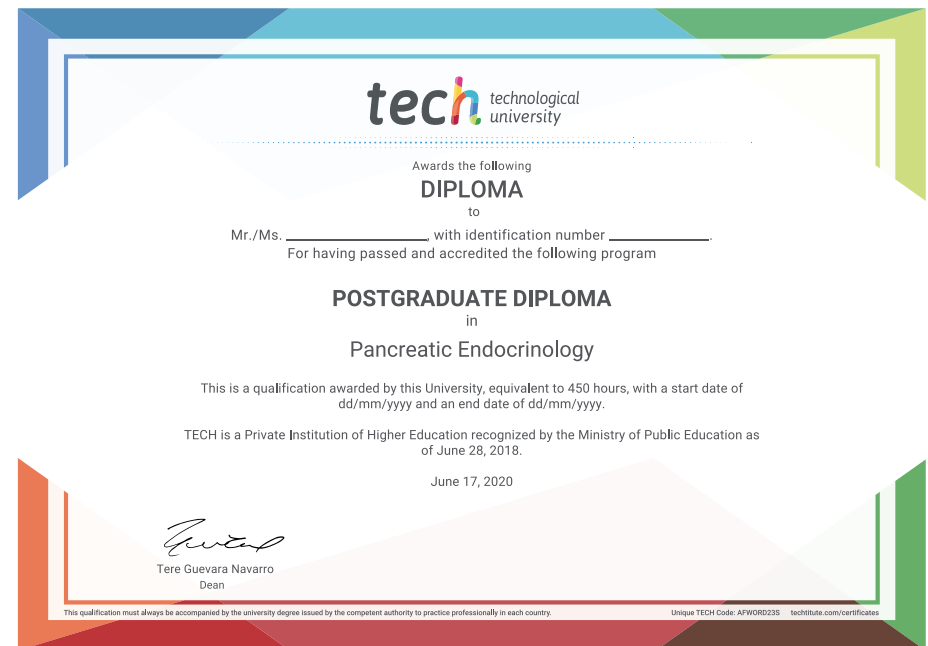 tech technological
university
Awards the following
DIPLOMA
to
Mr./Ms. ____________, with identification number ____________.
For having passed and accredited the following program
POSTGRADUATE DIPLOMA
in
Pancreatic Endocrinology
This is a qualification awarded by this University, equivalent to 450 hours, with a start date of
dd/mm/yyyy and an end date of dd/mm/yyyy.
TECH is a Private Institution of Higher Education recognized by the Ministry of Public Education as
of June 28, 2018.
June 17, 2020
Tere Guevara Navarro
Dean
This qualification must always be accompanied by the university degree issued by the competent authority to practice professionally in each country. Unique TECH Code: AFWORD23S techtitute.com/certificates